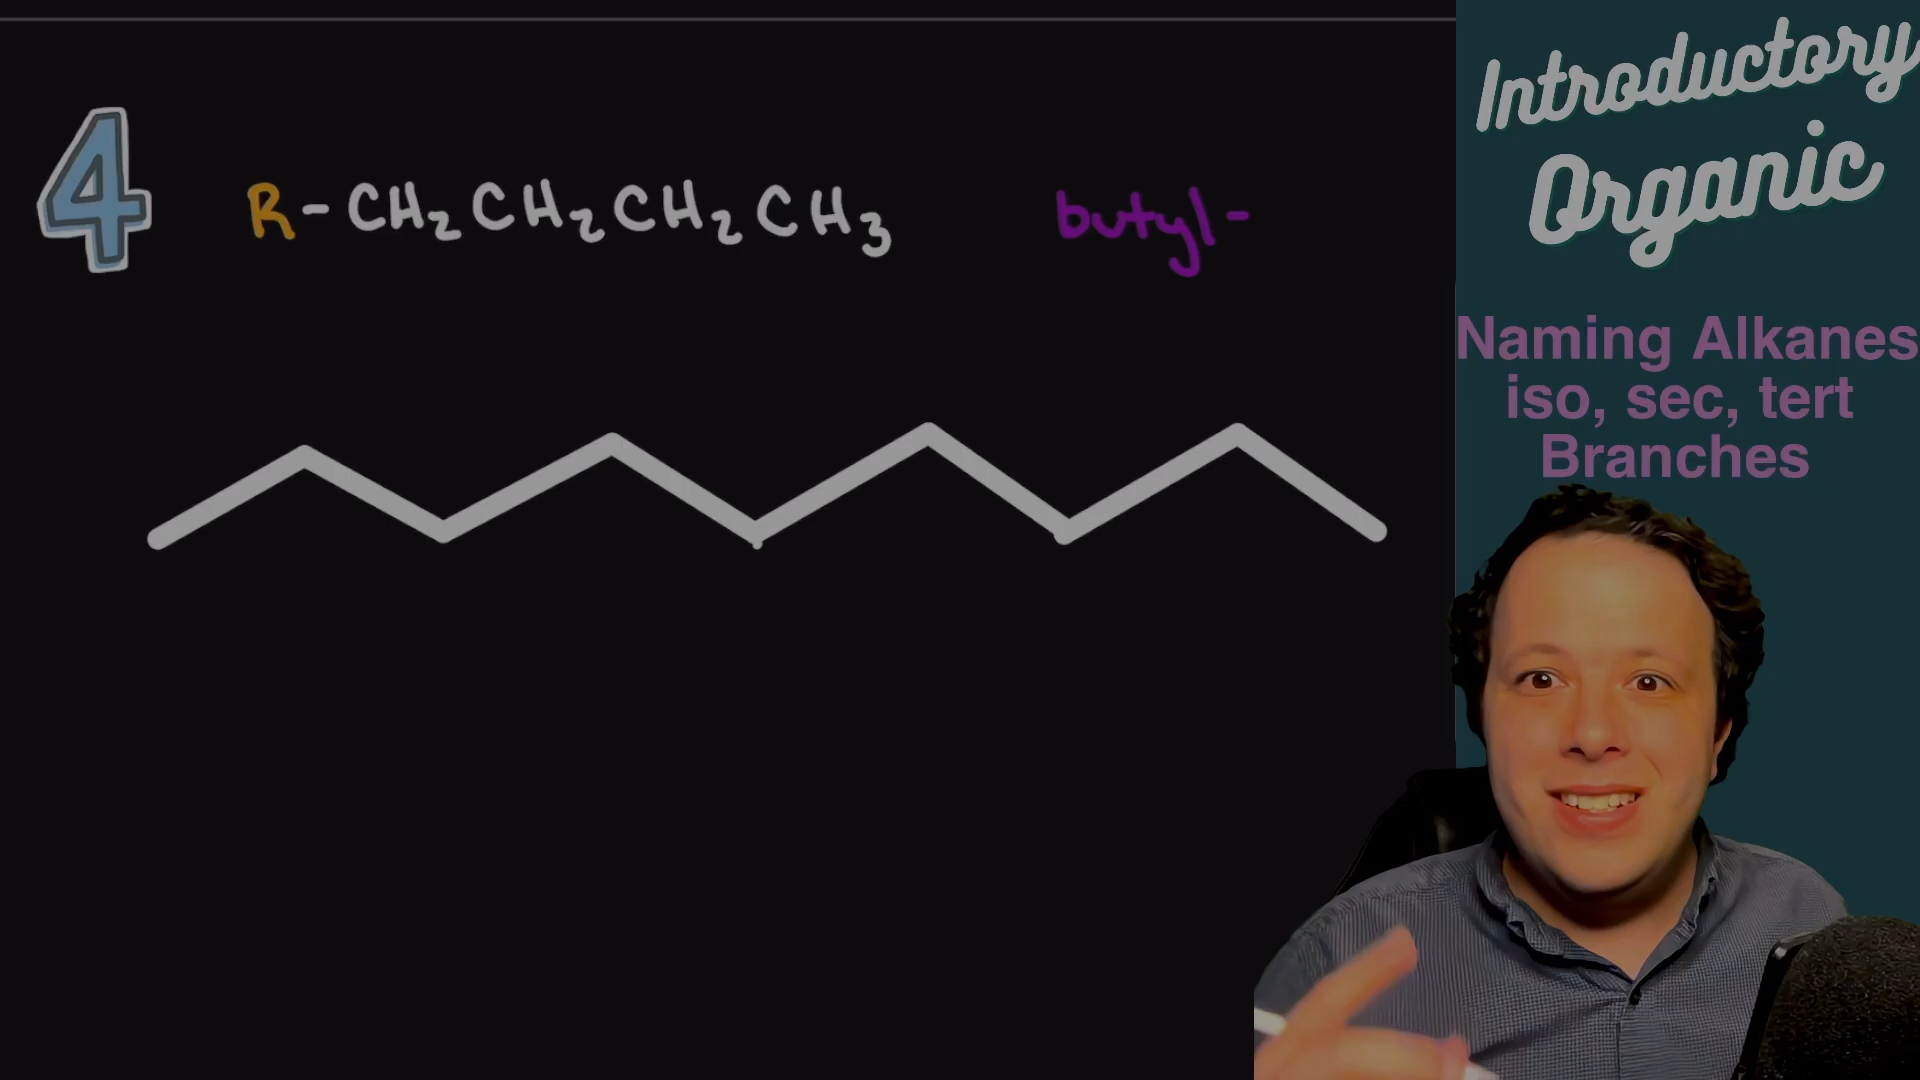 4 R-CH₂CH₂CH₂CH₃ butyl-
Introductory
Organic
Naming Alkanes
iso, sec, tert
Branches